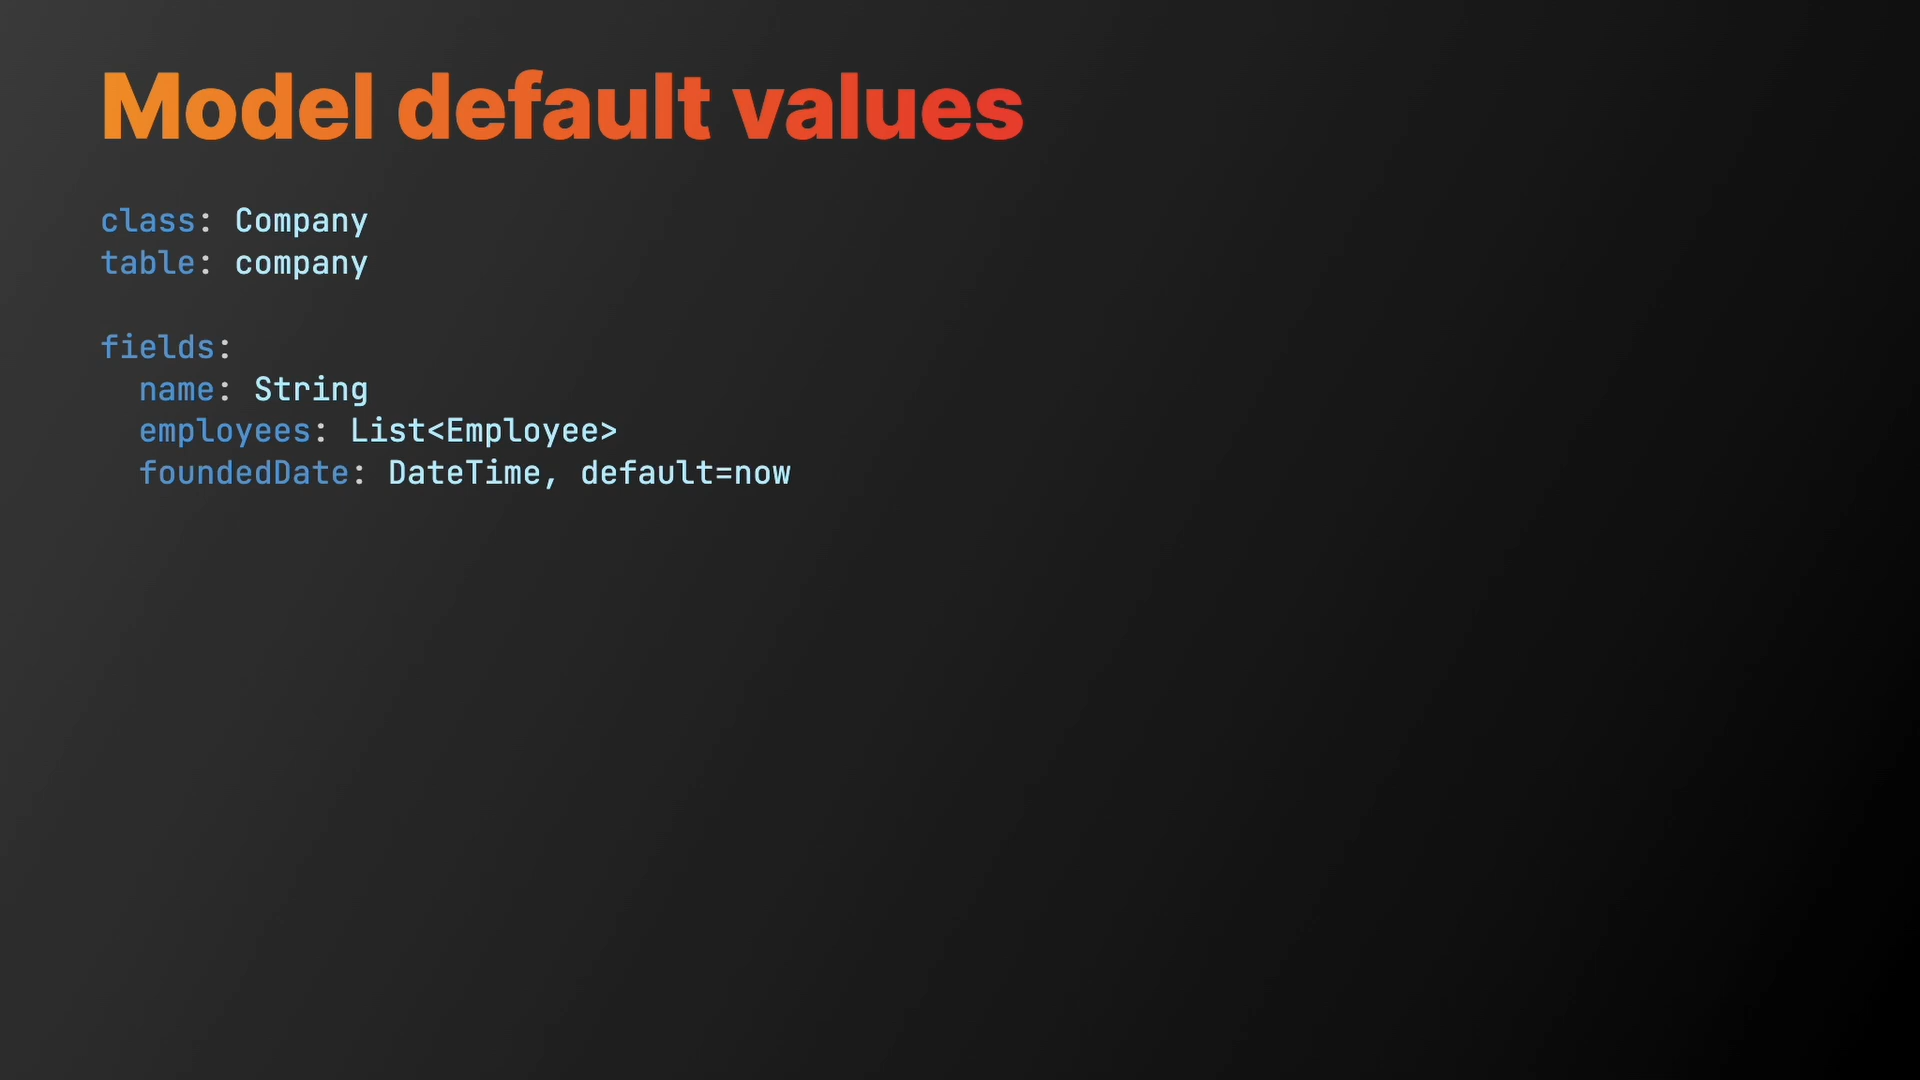 Model default values
class: Company
table: company
fields:
name: String
employees: List<Employee>
foundedDate: DateTime, default=now